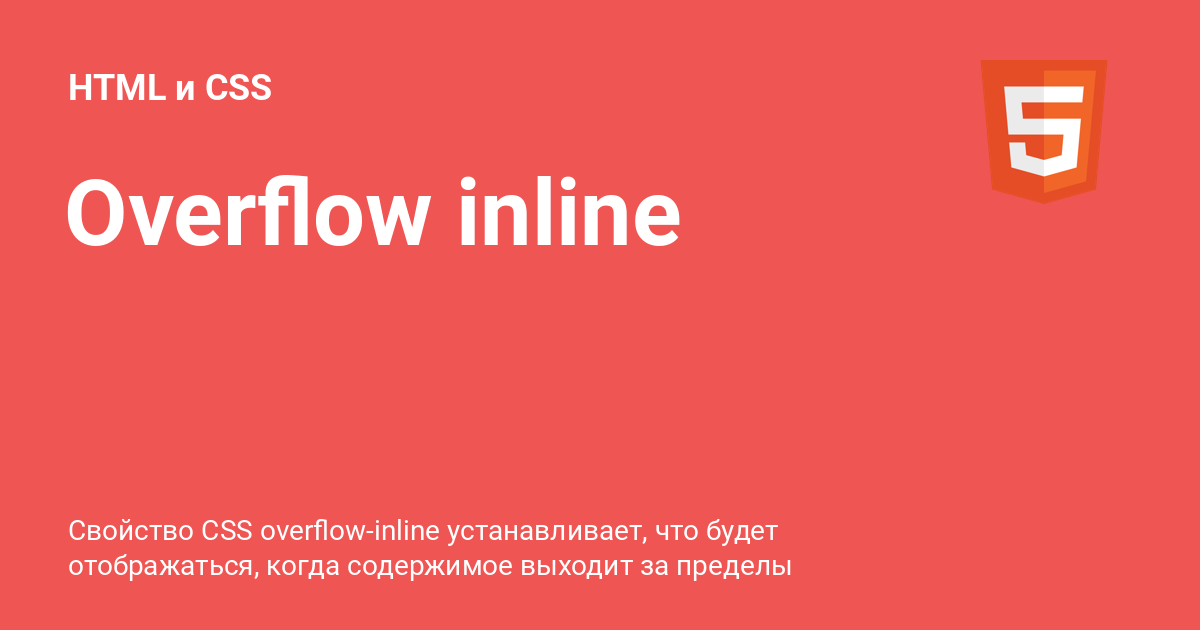 HTML и CSS
Overflow inline
Свойство CSS overflow-inline устанавливает, что будет
отображаться, когда содержимое выходит за пределы